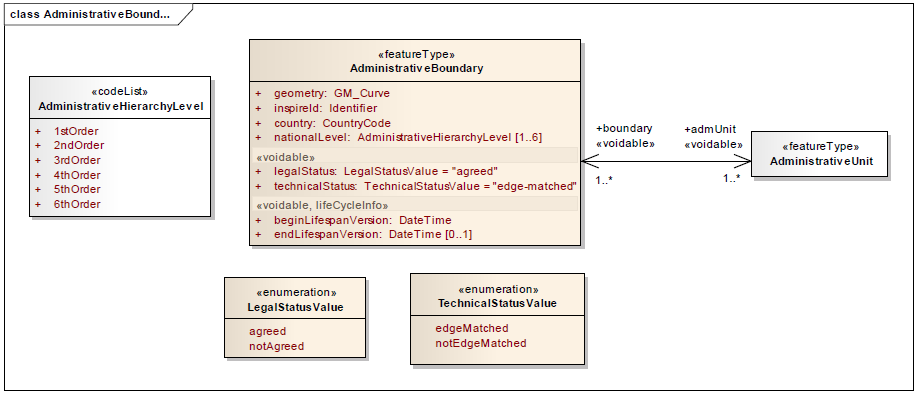 class AdministrativeBound...
«codeList»
AdministrativeHierarchyLevel
+ 1stOrder
+ 2ndOrder
+ 3rdOrder
+ 4thOrder
+ 5thOrder
+ 6thOrder
«featureType»
AdministrativeBoundary
+ geometry: GM_Curve
+ inspireId: Identifier
+ country: CountryCode
+ nationalLevel: AdministrativeHierarchyLevel [1..6]
«voidable»
+ legalStatus: LegalStatusValue = "agreed"
+ technicalStatus: TechnicalStatusValue = "edge-matched"
«voidable, lifeCycleInfo»
+ beginLifespanVersion: DateTime
+ endLifespanVersion: DateTime [0..1]
+boundary
«voidable»
1..*
+admUnit
«voidable»
1..*
«featureType»
AdministrativeUnit
«enumeration»
LegalStatusValue
agreed
notAgreed
«enumeration»
TechnicalStatusValue
edgeMatched
notEdgeMatched